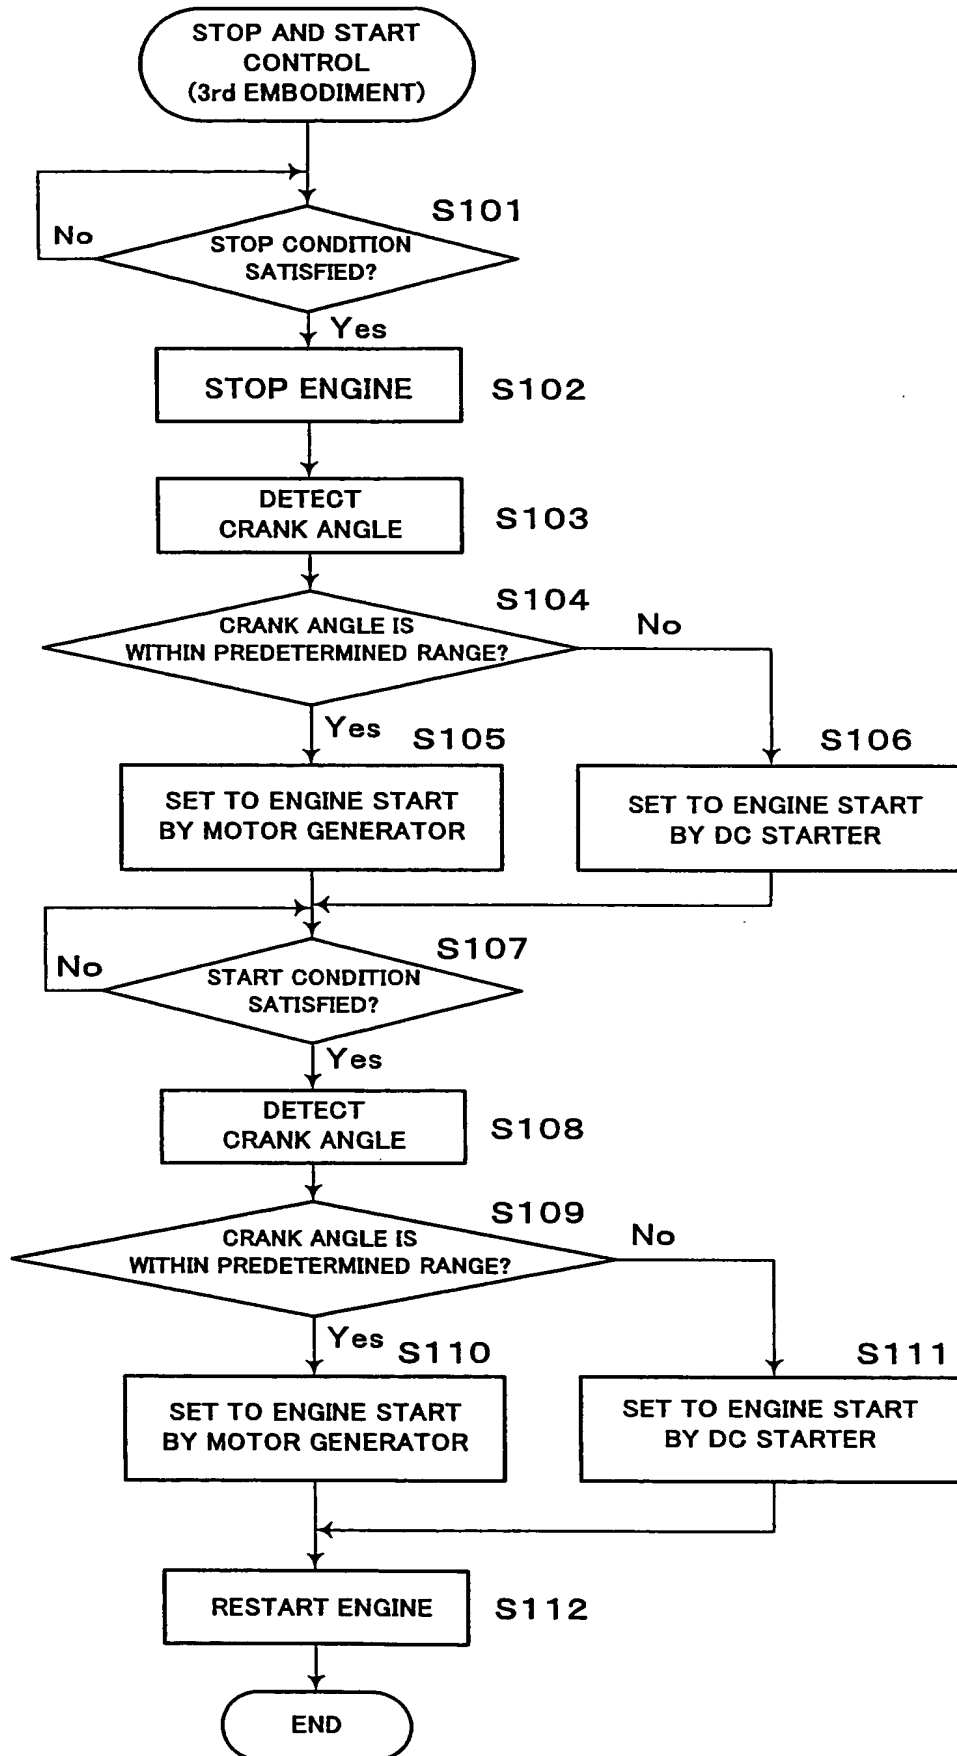 STOP AND START
CONTROL
(3rd EMBODIMENT)
S101
No
STOP CONDITION
SATISFIED?
Yes
STOP ENGINE
S102
DETECT
CRANK ANGLE
S103
S104
CRANK ANGLE IS
WITHIN PREDETERMINED RANGE?
No
Yes
S105
S106
SET TO ENGINE START
BY MOTOR GENERATOR
SET TO ENGINE START
BY DC STARTER
S107
No
START CONDITION
SATISFIED?
Yes
DETECT
CRANK ANGLE
S108
S109
CRANK ANGLE IS
WITHIN PREDETERMINED RANGE?
No
Yes
S110
S111
SET TO ENGINE START
BY MOTOR GENERATOR
SET TO ENGINE START
BY DC STARTER
RESTART ENGINE
S112
END